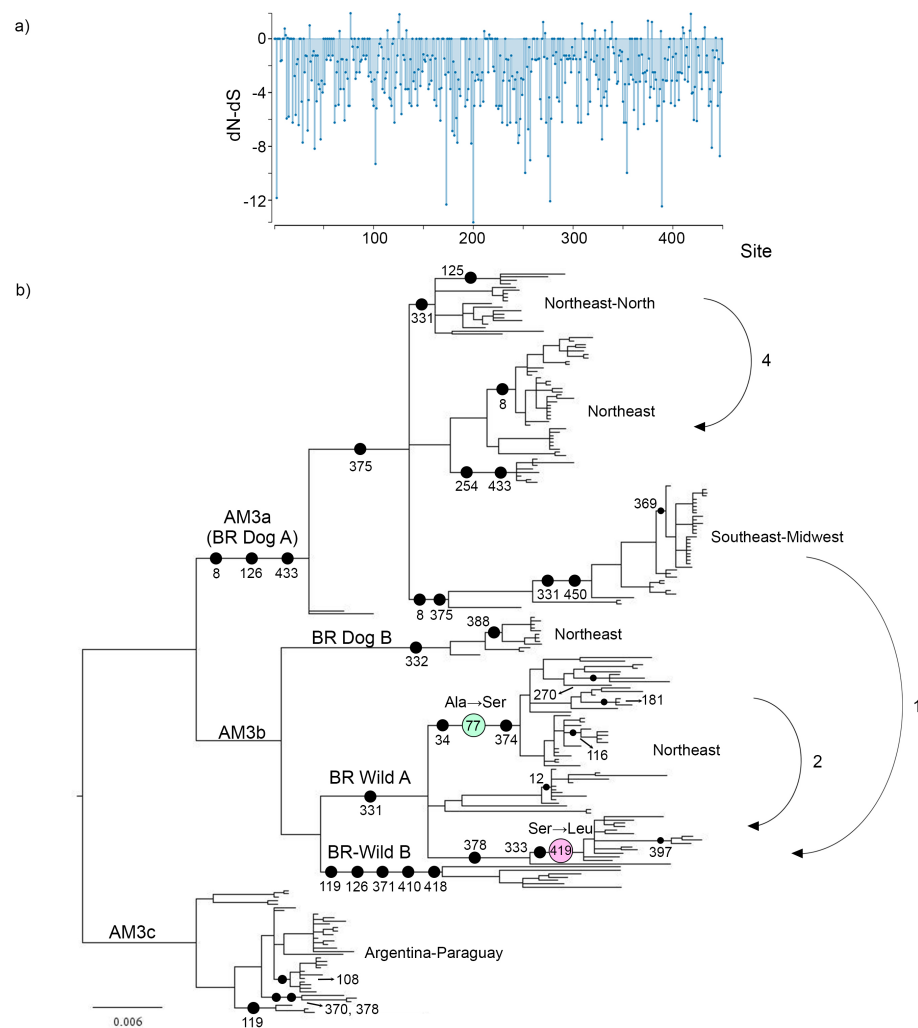 a)
0
-4
-8
-12
dN-dS
100
200
300
400
Site
b)
125
331
Northeast-North
4
8
Northeast
375
254
433
369
AM3a
(BR Dog A)
Southeast-Midwest
8
126
433
331
450
8
375
388
BR Dog B
Northeast
332
270
181
Ala→Ser
77
34
374
AM3b
116
Northeast
2
1
12
BR Wild A
331
Ser→Leu
378
333
419
397
BR-Wild B
119
126
371
410
418
AM3c
Argentina-Paraguay
108
370, 378
119
0.006